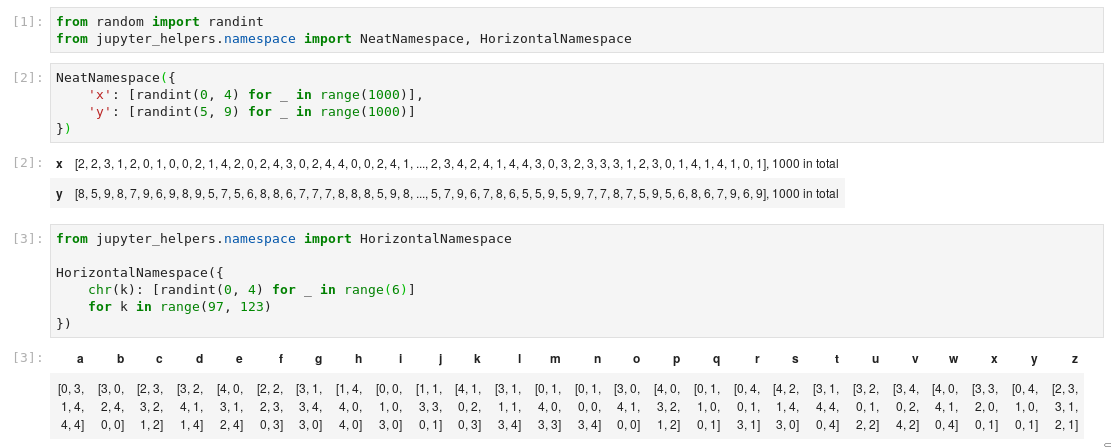 [1]: from random import randint
from jupyter_helpers.namespace import NeatNamespace, HorizontalNamespace
[2]: NeatNamespace({
'x': [randint(0, 4) for _ in range(1000)],
'y': [randint(5, 9) for _ in range(1000)]
})
[2]: x [2, 2, 3, 1, 2, 0, 1, 0, 0, 2, 1, 4, 2, 0, 2, 4, 3, 0, 2, 4, 4, 0, 0, 2, 4, 1, ..., 2, 3, 4, 2, 4, 1, 4, 4, 3, 0, 3, 2, 3, 3, 3, 1, 2, 3, 0, 1, 4, 1, 4, 1, 0, 1], 1000 in total
y [8, 5, 9, 8, 7, 9, 6, 9, 8, 9, 5, 7, 5, 6, 8, 8, 6, 7, 7, 7, 8, 8, 8, 5, 9, 8, ..., 5, 7, 9, 6, 7, 8, 6, 5, 5, 9, 5, 9, 7, 7, 8, 7, 5, 9, 5, 6, 8, 6, 7, 9, 6, 9], 1000 in total
[3]: from jupyter_helpers.namespace import HorizontalNamespace
HorizontalNamespace({
chr(k): [randint(0, 4) for _ in range(6)]
for k in range(97, 123)
})
[3]: a b c d e f g h i j k l m n o p q r s t u v w x y z
[0, 3, [3, 0, [2, 3, [3, 2, [4, 0, [2, 2, [3, 1, [1, 4, [0, 0, [1, 1, [4, 1, [3, 1, [0, 1, [0, 1, [3, 0, [4, 0, [0, 1, [0, 4, [4, 2, [3, 1, [3, 2, [3, 4, [4, 0, [3, 3, [0, 4, [2, 3,
1, 4, 2, 4, 3, 2, 4, 1, 3, 1, 2, 3, 3, 4, 4, 0, 1, 0, 3, 3, 0, 2, 1, 1, 4, 0, 0, 0, 4, 1, 3, 2, 1, 0, 0, 1, 1, 4, 4, 4, 0, 1, 0, 2, 4, 1, 2, 0, 1, 0, 3, 1,
4, 4] 0, 0] 1, 2] 1, 4] 2, 4] 0, 3] 3, 0] 4, 0] 3, 0] 0, 1] 0, 3] 3, 4] 3, 3] 3, 4] 0, 0] 1, 2] 0, 1] 3, 1] 3, 0] 0, 4] 2, 2] 4, 2] 0, 4] 0, 1] 0, 1] 2, 1]